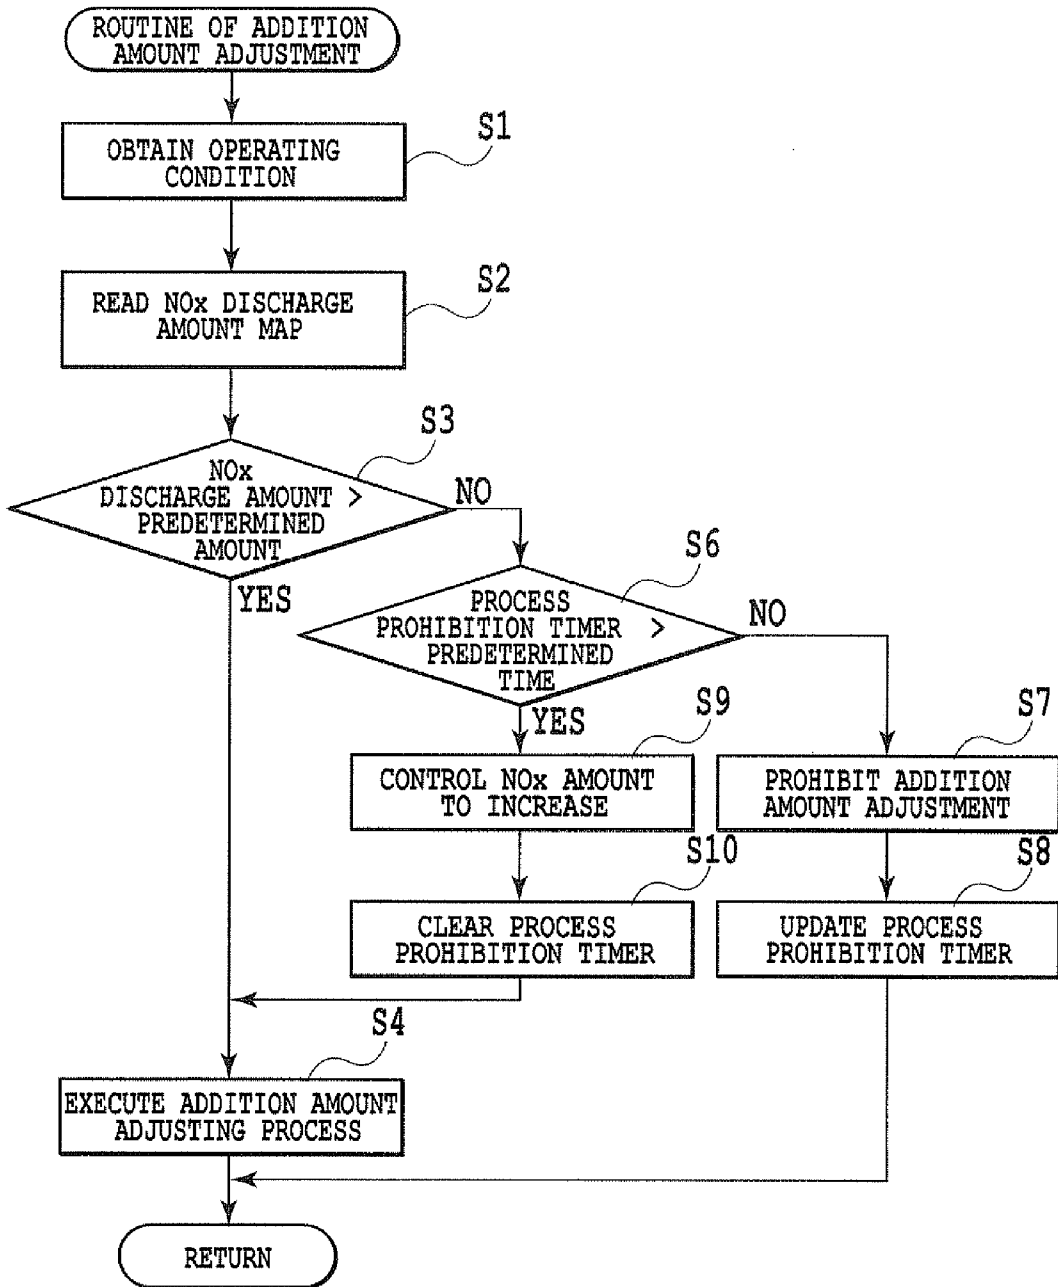 ROUTINE OF ADDITION
AMOUNT ADJUSTMENT
S1
OBTAIN OPERATING
CONDITION
S2
READ NOx DISCHARGE
AMOUNT MAP
S3
NOx
DISCHARGE AMOUNT >
PREDETERMINED
AMOUNT
NO
YES
S6
PROCESS
PROHIBITION TIMER >
PREDETERMINED
TIME
NO
YES
S9
CONTROL NOx AMOUNT
TO INCREASE
S7
PROHIBIT ADDITION
AMOUNT ADJUSTMENT
S10
CLEAR PROCESS
PROHIBITION TIMER
S8
UPDATE PROCESS
PROHIBITION TIMER
S4
EXECUTE ADDITION AMOUNT
ADJUSTING PROCESS
RETURN